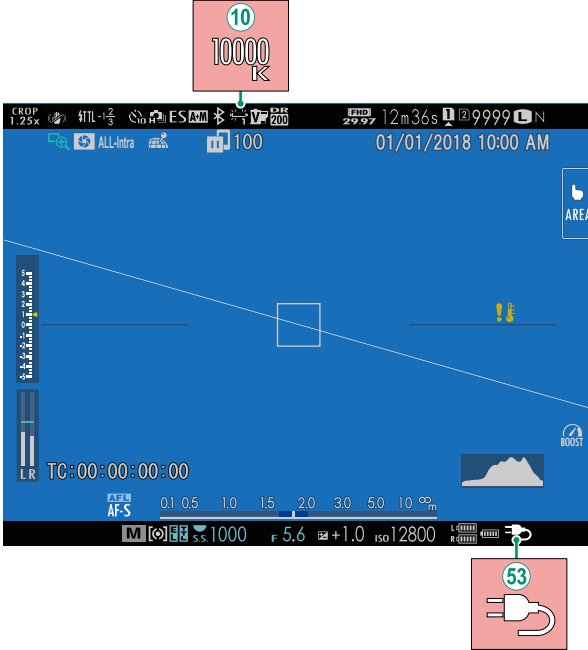 10
10000
K
CROP 1.25x TTL -1 2/3 10 ES A+M DR 200 FHD 29.97 12m36s 1 2 9999 L N
ALL-Intra 100 01/01/2018 10:00 AM
AREA
5
4
3
2
1
0
-1
-2
-3
-4
-5
BOOST
L R TC:00:00:00:00
AFL
AF-S 0.1 0.5 1.0 1.5 2.0 3.0 5.0 10 ∞ m
M S.S. 1000 F 5.6 +1.0 ISO 12800 L R
53